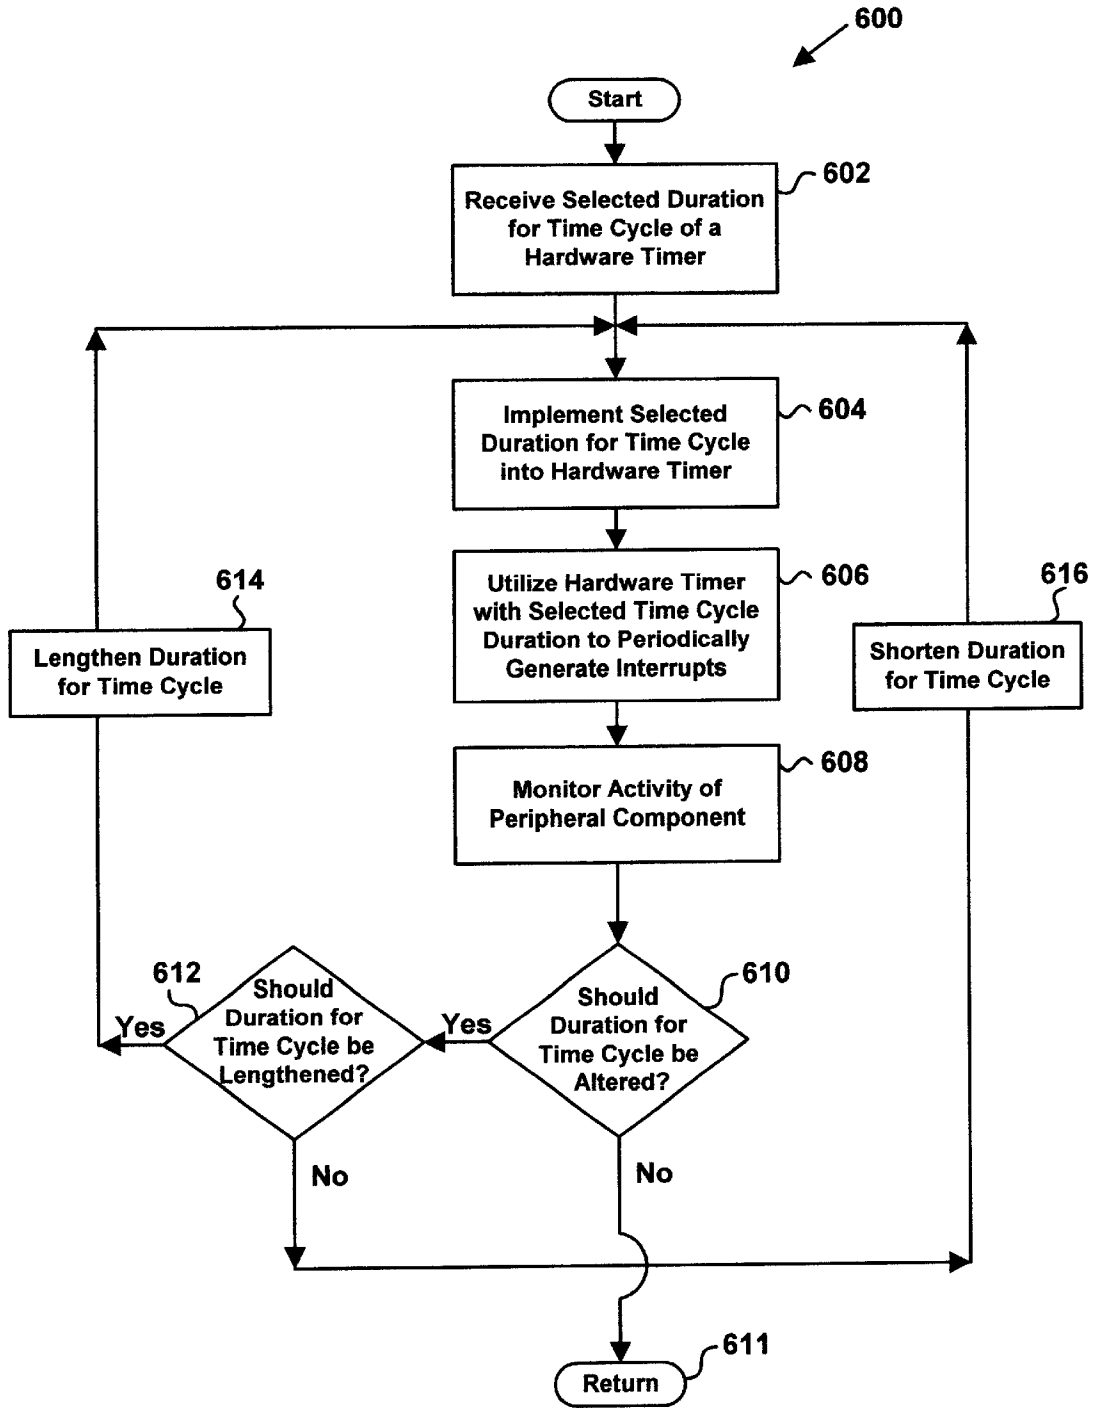 600
Start
602
Receive Selected Duration
for Time Cycle of a
Hardware Timer
604
Implement Selected
Duration for Time Cycle
into Hardware Timer
606
Utilize Hardware Timer
with Selected Time Cycle
Duration to Periodically
Generate Interrupts
614
Lengthen Duration
for Time Cycle
616
Shorten Duration
for Time Cycle
608
Monitor Activity of
Peripheral Component
612
Should
Duration for
Time Cycle be
Lengthened?
Yes
No
610
Should
Duration for
Time Cycle be
Altered?
Yes
No
611
Return